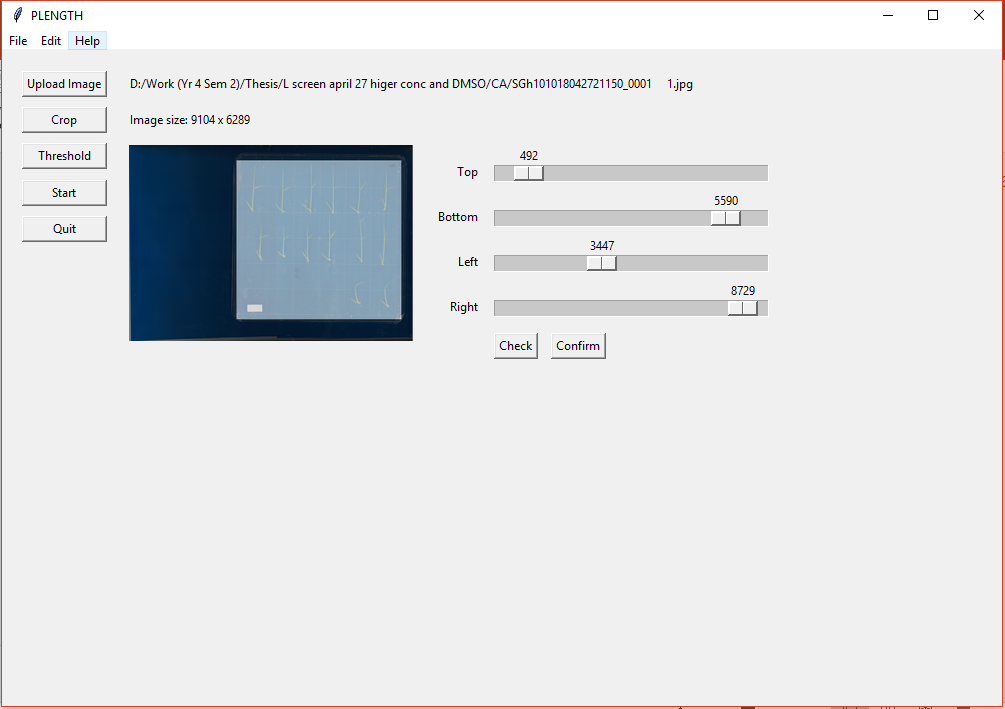 PLENGTH
File Edit Help
Upload Image D:/Work (Yr 4 Sem 2)/Thesis/L screen april 27 higer conc and DMSO/CA/SGh101018042721150_0001 1.jpg
Crop Image size: 9104 x 6289
Threshold
Start
Quit
492
Top
5590
Bottom
3447
Left
8729
Right
Check Confirm